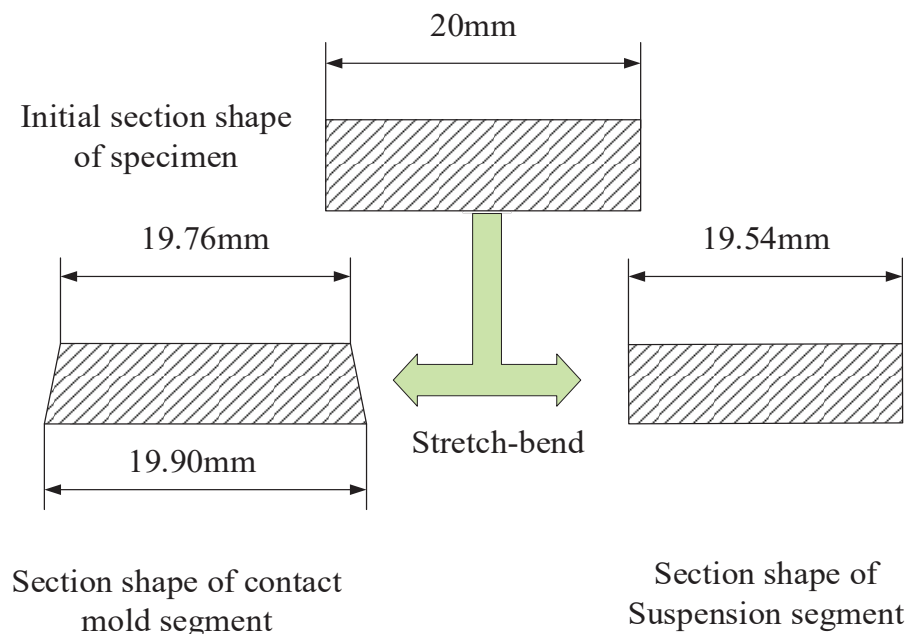 20mm
Initial section shape
of specimen
19.76mm
19.54mm
Stretch-bend
19.90mm
Section shape of contact
mold segment
Section shape of
Suspension segment